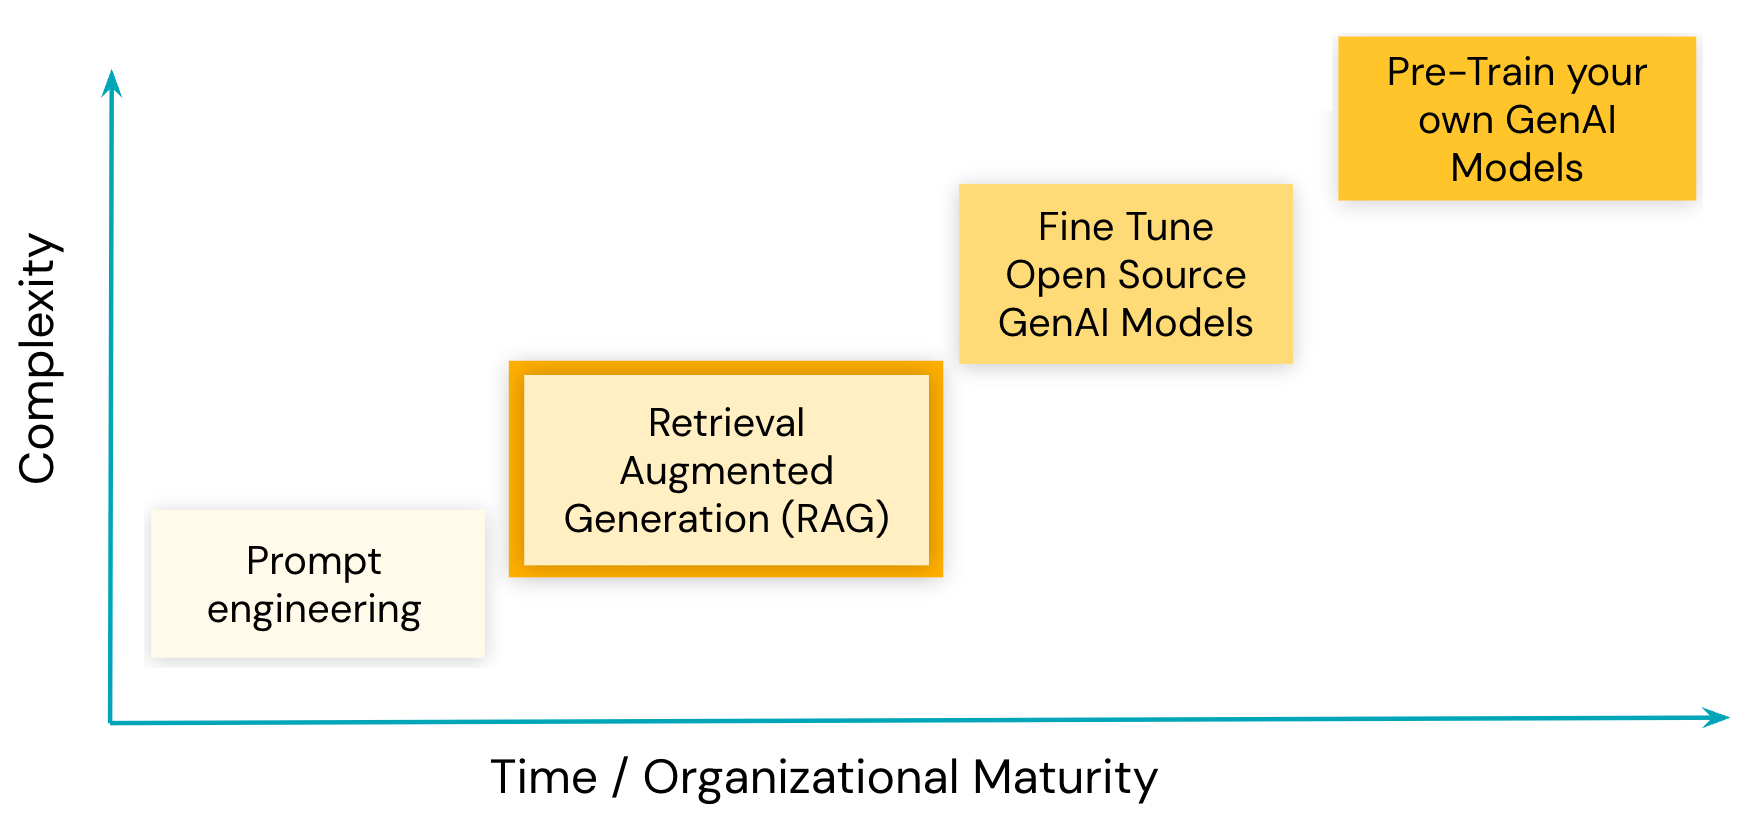 Pre-Train your
own GenAI
Models
Fine Tune
Open Source
GenAI Models
Complexity
Retrieval
Augmented
Generation (RAG)
Prompt
engineering
Time / Organizational Maturity